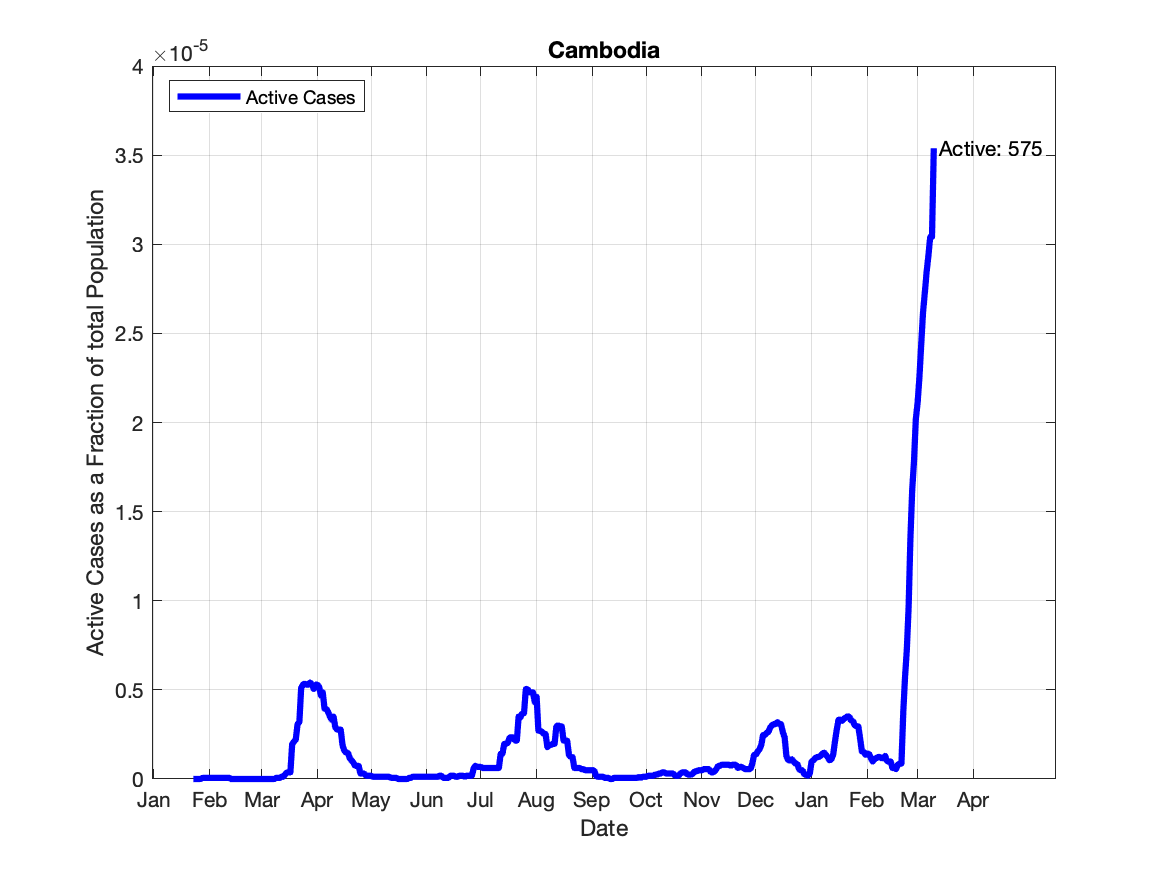 Cambodia
×10-5
4
3.5
3
2.5
2
1.5
1
0.5
0
Active Cases
Active: 575
Active Cases as a Fraction of total Population
Jan Feb Mar Apr May Jun Jul Aug Sep Oct Nov Dec Jan Feb Mar Apr
Date